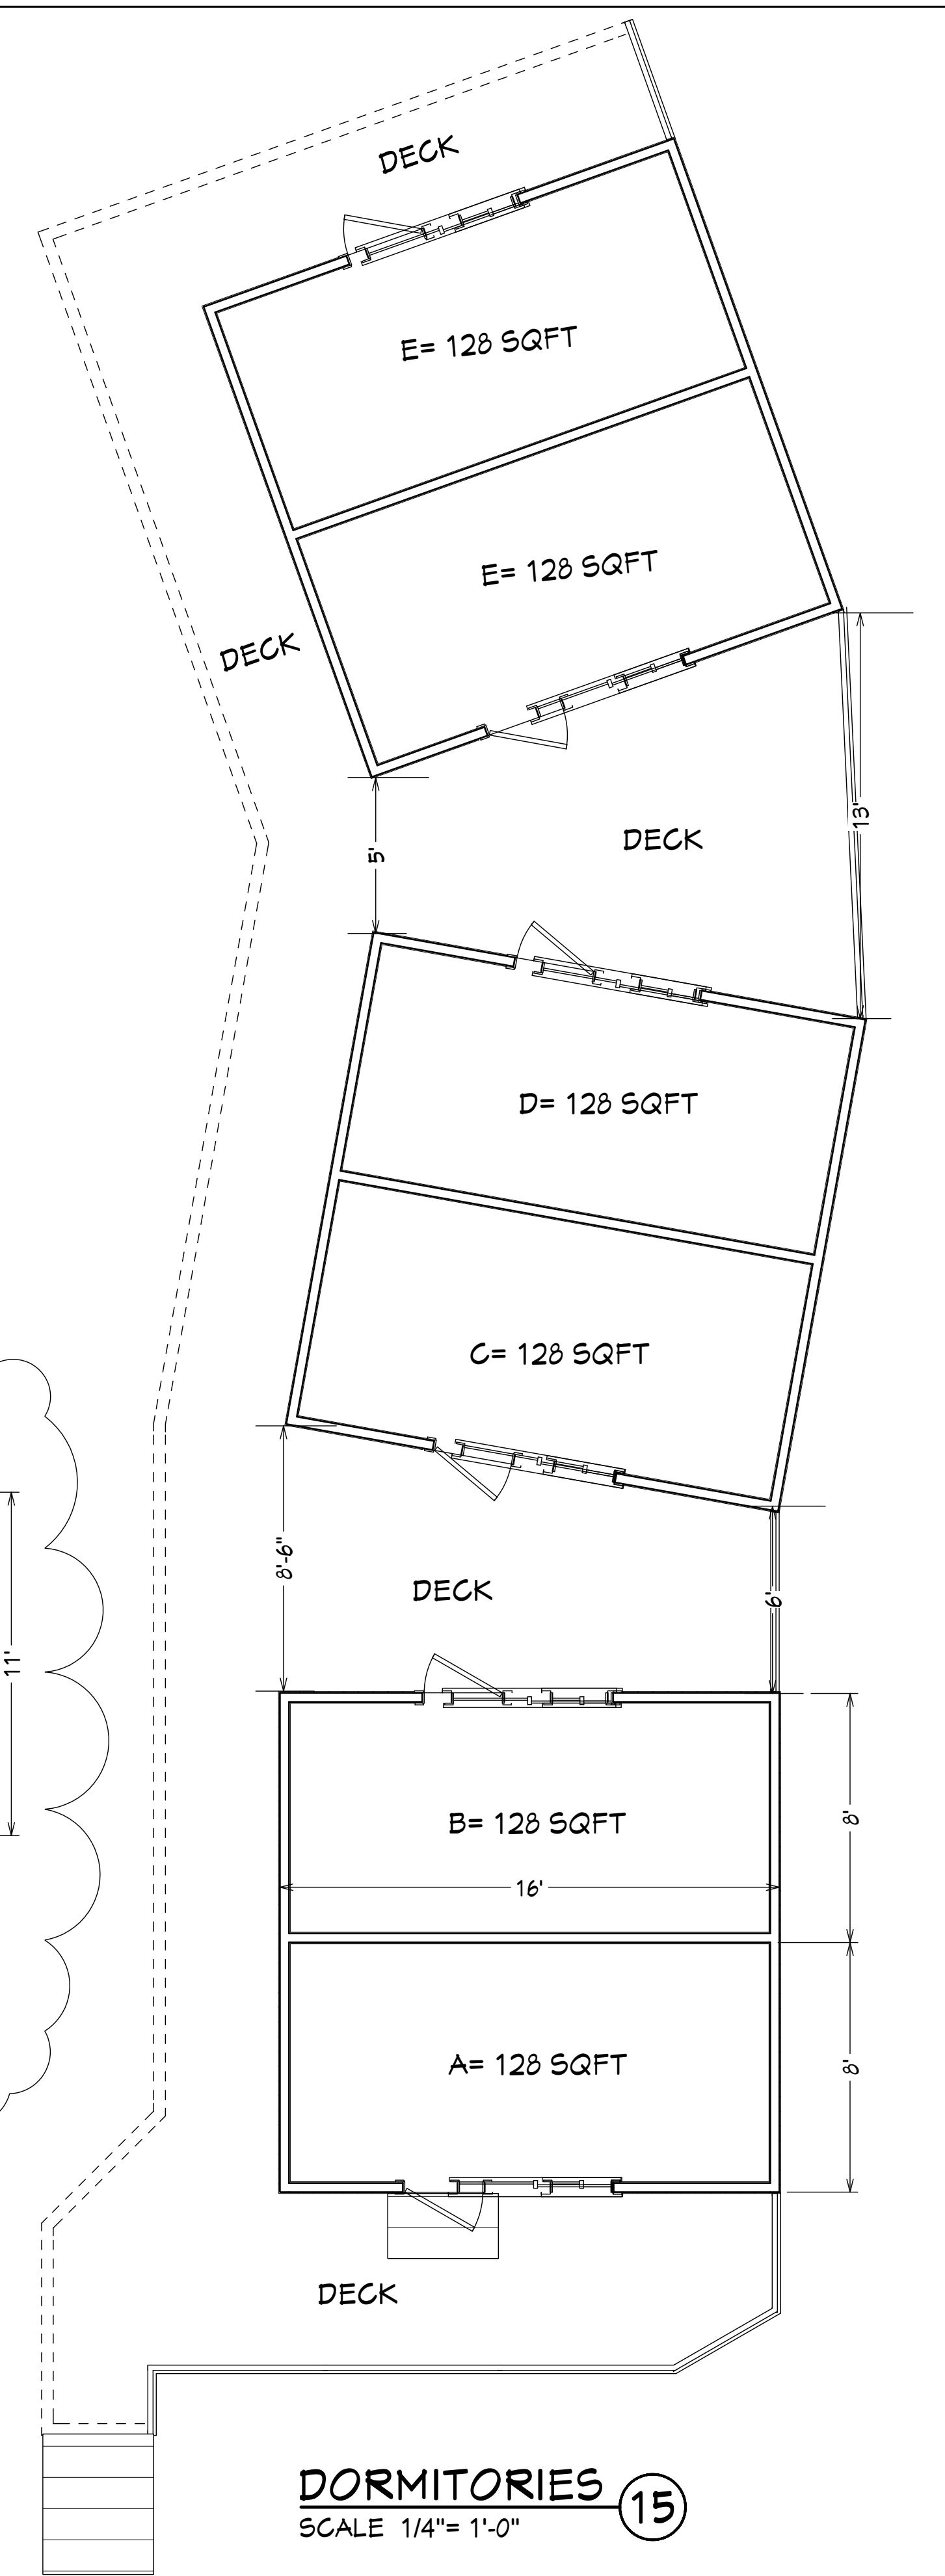 DECK
E= 128 SQFT
E= 128 SQFT
DECK
13'
DECK
5'
D= 128 SQFT
C= 128 SQFT
8'-6"
DECK
6'
11'
B= 128 SQFT
8'
16'
A= 128 SQFT
8'
DECK
DORMITORIES 15
SCALE 1/4"= 1'-0"